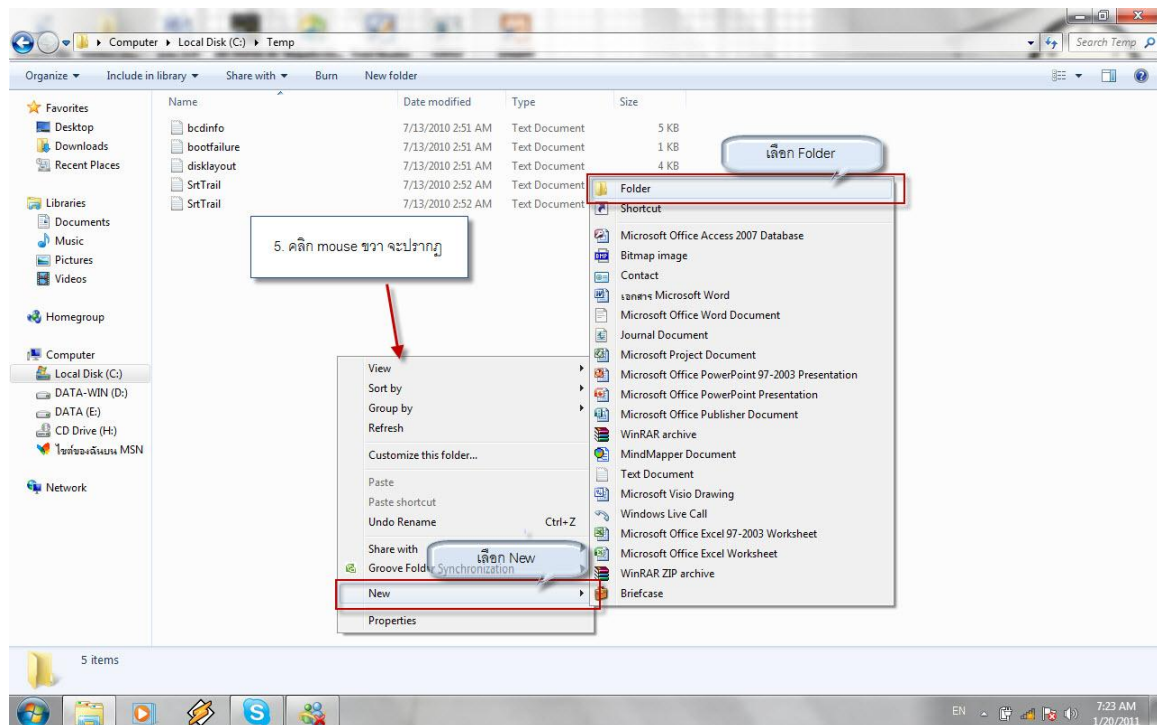 Computer ▸ Local Disk (C:) ▸ Temp
Search Temp
Organize
Include in library
Share with
Burn
New folder
Name
Date modified
Type
Size
bcdinfo 7/13/2010 2:51 AM Text Document 5 KB
bootfailure 7/13/2010 2:51 AM Text Document 1 KB
disklayout 7/13/2010 2:51 AM Text Document 4 KB
SrtTrail 7/13/2010 2:52 AM Text Document
SrtTrail 7/13/2010 2:52 AM Text Document
Favorites
Desktop
Downloads
Recent Places
Libraries
Documents
Music
Pictures
Videos
Homegroup
Computer
Local Disk (C:)
DATA-WIN (D:)
DATA (E:)
CD Drive (H:)
ไซต์ของฉันบน MSN
Network
5. คลิก mouse ขวา จะปรากฏ
View
Sort by
Group by
Refresh
Customize this folder...
Paste
Paste shortcut
Undo Rename Ctrl+Z
Share with
เลือก New
Groove Folder Synchronization
New
Properties
เลือก Folder
Folder
Shortcut
Microsoft Office Access 2007 Database
Bitmap image
Contact
เอกสาร Microsoft Word
Microsoft Office Word Document
Journal Document
Microsoft Project Document
Microsoft Office PowerPoint 97-2003 Presentation
Microsoft Office PowerPoint Presentation
Microsoft Office Publisher Document
WinRAR archive
MindMapper Document
Text Document
Microsoft Visio Drawing
Windows Live Call
Microsoft Office Excel 97-2003 Worksheet
Microsoft Office Excel Worksheet
WinRAR ZIP archive
Briefcase
5 items
EN
7:23 AM
1/20/2011